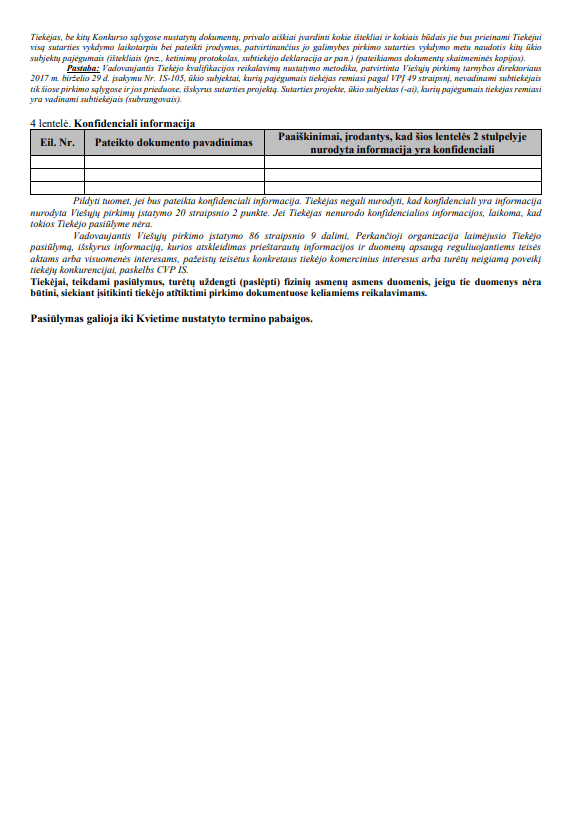 Tiekėjas, be kitų Konkurso sąlygose nustatytų dokumentų, privalo aiškiai įvardinti kokie ištekliai ir kokiais būdais jie bus prieinami Tiekėjui
visą sutarties vykdymo laikotarpiu bei pateikti įrodymus, patvirtinančius jo galimybes pirkimo sutarties vykdymo metu naudotis kitų ūkio
subjektų pajėgumais (ištekliais (pvz., ketinimų protokolas, subtiekėjo deklaracija ar pan.) (pateikiamos dokumentų skaitmeninės kopijos).
Pastaba: Vadovaujantis Tiekėjo kvalifikacijos reikalavimų nustatymo metodika, patvirtinta Viešųjų pirkimų tarnybos direktoriaus
2017 m. birželio 29 d. įsakymu Nr. 1S-105, ūkio subjektai, kurių pajėgumais tiekėjas remiasi pagal VPĮ 49 straipsnį, nevadinami subtiekėjais
tik šiose pirkimo sąlygose ir jos prieduose, išskyrus sutarties projektą. Sutarties projekte, ūkio subjektas (-ai), kurių pajėgumais tiekėjas remiasi
yra vadinami subtiekėjais (subrangovais).
4 lentelė. Konfidenciali informacija
Eil. Nr. Pateikto dokumento pavadinimas Paaiškinimai, įrodantys, kad šios lentelės 2 stulpelyje
nurodyta informacija yra konfidenciali
Pildyti tuomet, jei bus pateikta konfidenciali informacija. Tiekėjas negali nurodyti, kad konfidenciali yra informacija
nurodyta Viešųjų pirkimų įstatymo 20 straipsnio 2 punkte. Jei Tiekėjas nenurodo konfidencialios informacijos, laikoma, kad
tokios Tiekėjo pasiūlyme nėra.
Vadovaujantis Viešųjų pirkimo įstatymo 86 straipsnio 9 dalimi, Perkančioji organizacija laimėjusio Tiekėjo
pasiūlymą, išskyrus informaciją, kurios atskleidimas prieštarautų informacijos ir duomenų apsaugą reguliuojantiems teisės
aktams arba visuomenės interesams, pažeistų teisėtus konkretaus tiekėjo komercinius interesus arba turėtų neigiamą poveikį
tiekėjų konkurencijai, paskelbs CVP IS.
Tiekėjai, teikdami pasiūlymus, turėtų uždengti (paslėpti) fizinių asmenų asmens duomenis, jeigu tie duomenys nėra
būtini, siekiant įsitikinti tiekėjo atitiktimi pirkimo dokumentuose keliamiems reikalavimams.
Pasiūlymas galioja iki Kvietime nustatyto termino pabaigos.